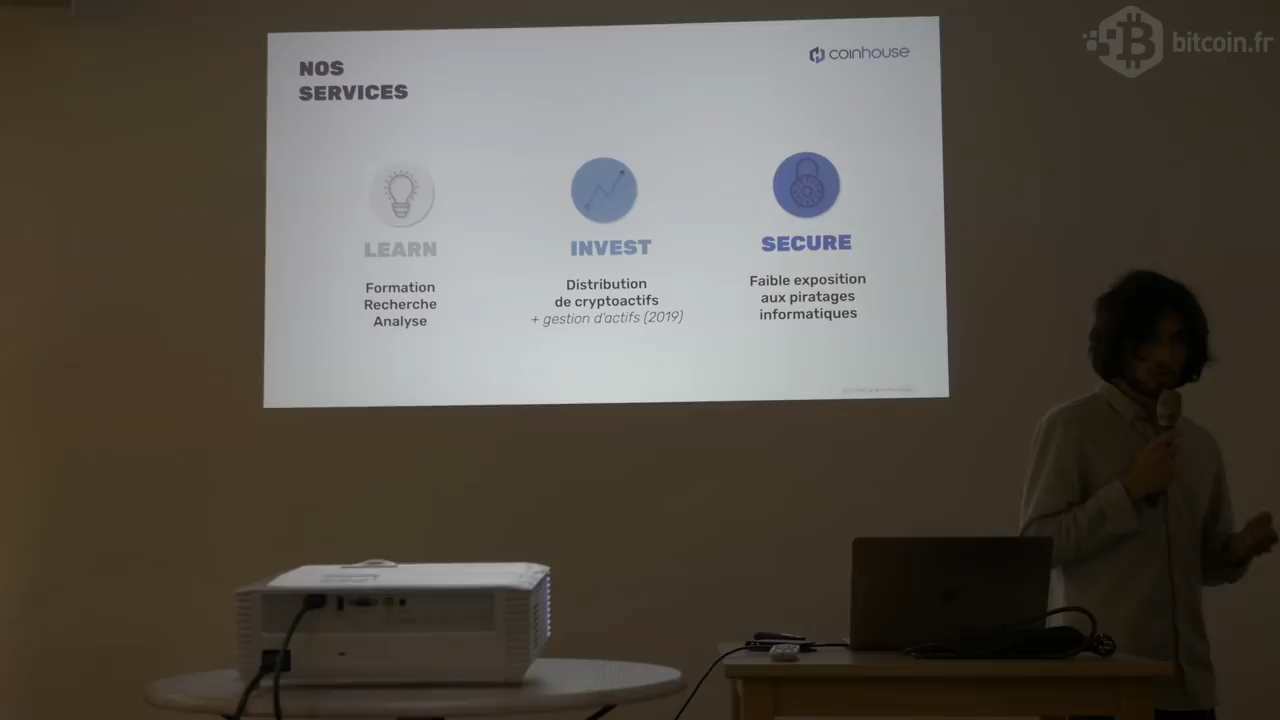 bitcoin.fr
NOS
SERVICES
coinhouse
LEARN
Formation
Recherche
Analyse
INVEST
Distribution
de cryptoactifs
+ gestion d'actifs (2019)
SECURE
Faible exposition
aux piratages
informatiques